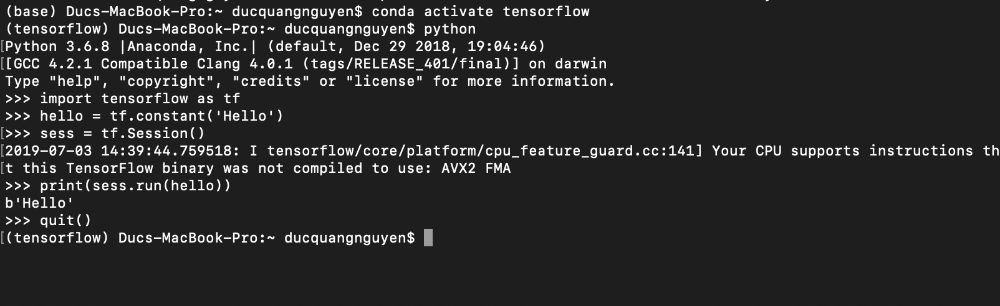 (base) Ducs-MacBook-Pro:~ ducquangnguyen$ conda activate tensorflow
(tensorflow) Ducs-MacBook-Pro:~ ducquangnguyen$ python
[Python 3.6.8 |Anaconda, Inc.| (default, Dec 29 2018, 19:04:46)
[[GCC 4.2.1 Compatible Clang 4.0.1 (tags/RELEASE_401/final)] on darwin
Type "help", "copyright", "credits" or "license" for more information.
>>> import tensorflow as tf
>>> hello = tf.constant('Hello')
[>>> sess = tf.Session()
[2019-07-03 14:39:44.759518: I tensorflow/core/platform/cpu_feature_guard.cc:141] Your CPU supports instructions th
[t this TensorFlow binary was not compiled to use: AVX2 FMA
>>> print(sess.run(hello))
b'Hello'
>>> quit()
[(tensorflow) Ducs-MacBook-Pro:~ ducquangnguyen$